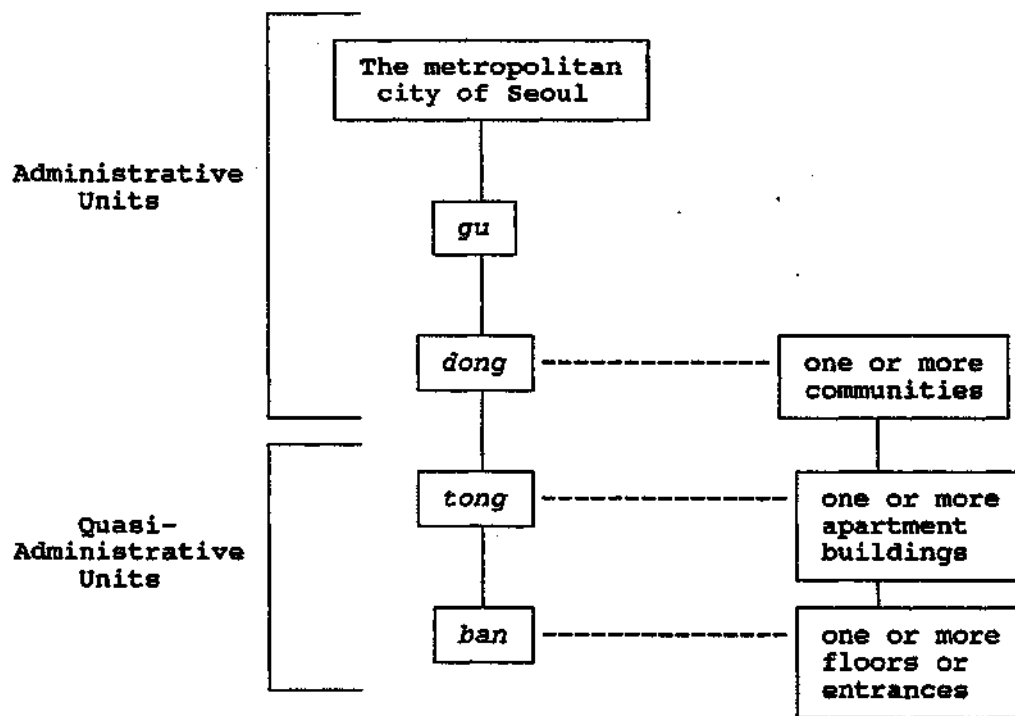 The metropolitan
city of Seoul
Administrative
Units
gu
dong
one or more
communities
Quasi-
Administrative
Units
tong
one or more
apartment
buildings
ban
one or more
floors or
entrances